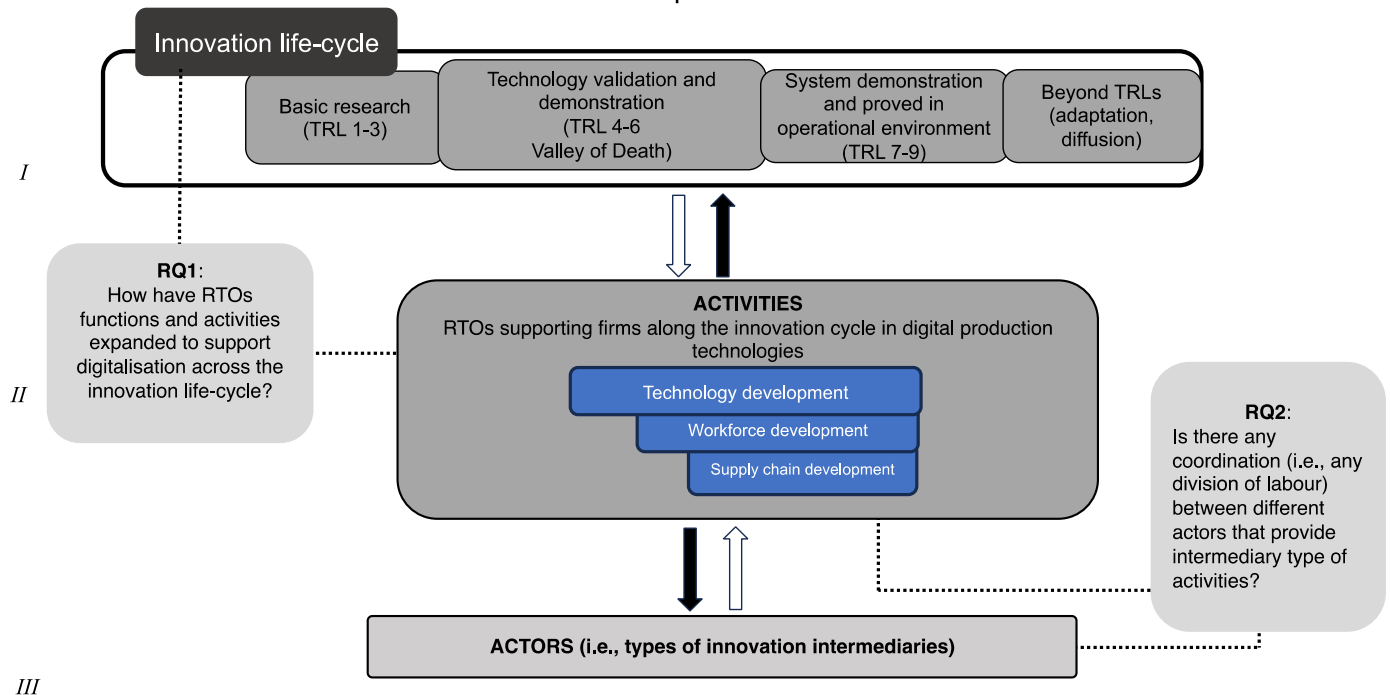 Innovation life-cycle
Basic research
(TRL 1-3)
Technology validation and
demonstration
(TRL 4-6
Valley of Death)
System demonstration
and proved in
operational environment
(TRL 7-9)
Beyond TRLs
(adaptation,
diffusion)
I
RQ1:
How have RTOs
functions and activities
expanded to support
digitalisation across the
innovation life-cycle?
II
ACTIVITIES
RTOs supporting firms along the innovation cycle in digital production
technologies
Technology development
Workforce development
Supply chain development
RQ2:
Is there any
coordination (i.e., any
division of labour)
between different
actors that provide
intermediary type of
activities?
ACTORS (i.e., types of innovation intermediaries)
III